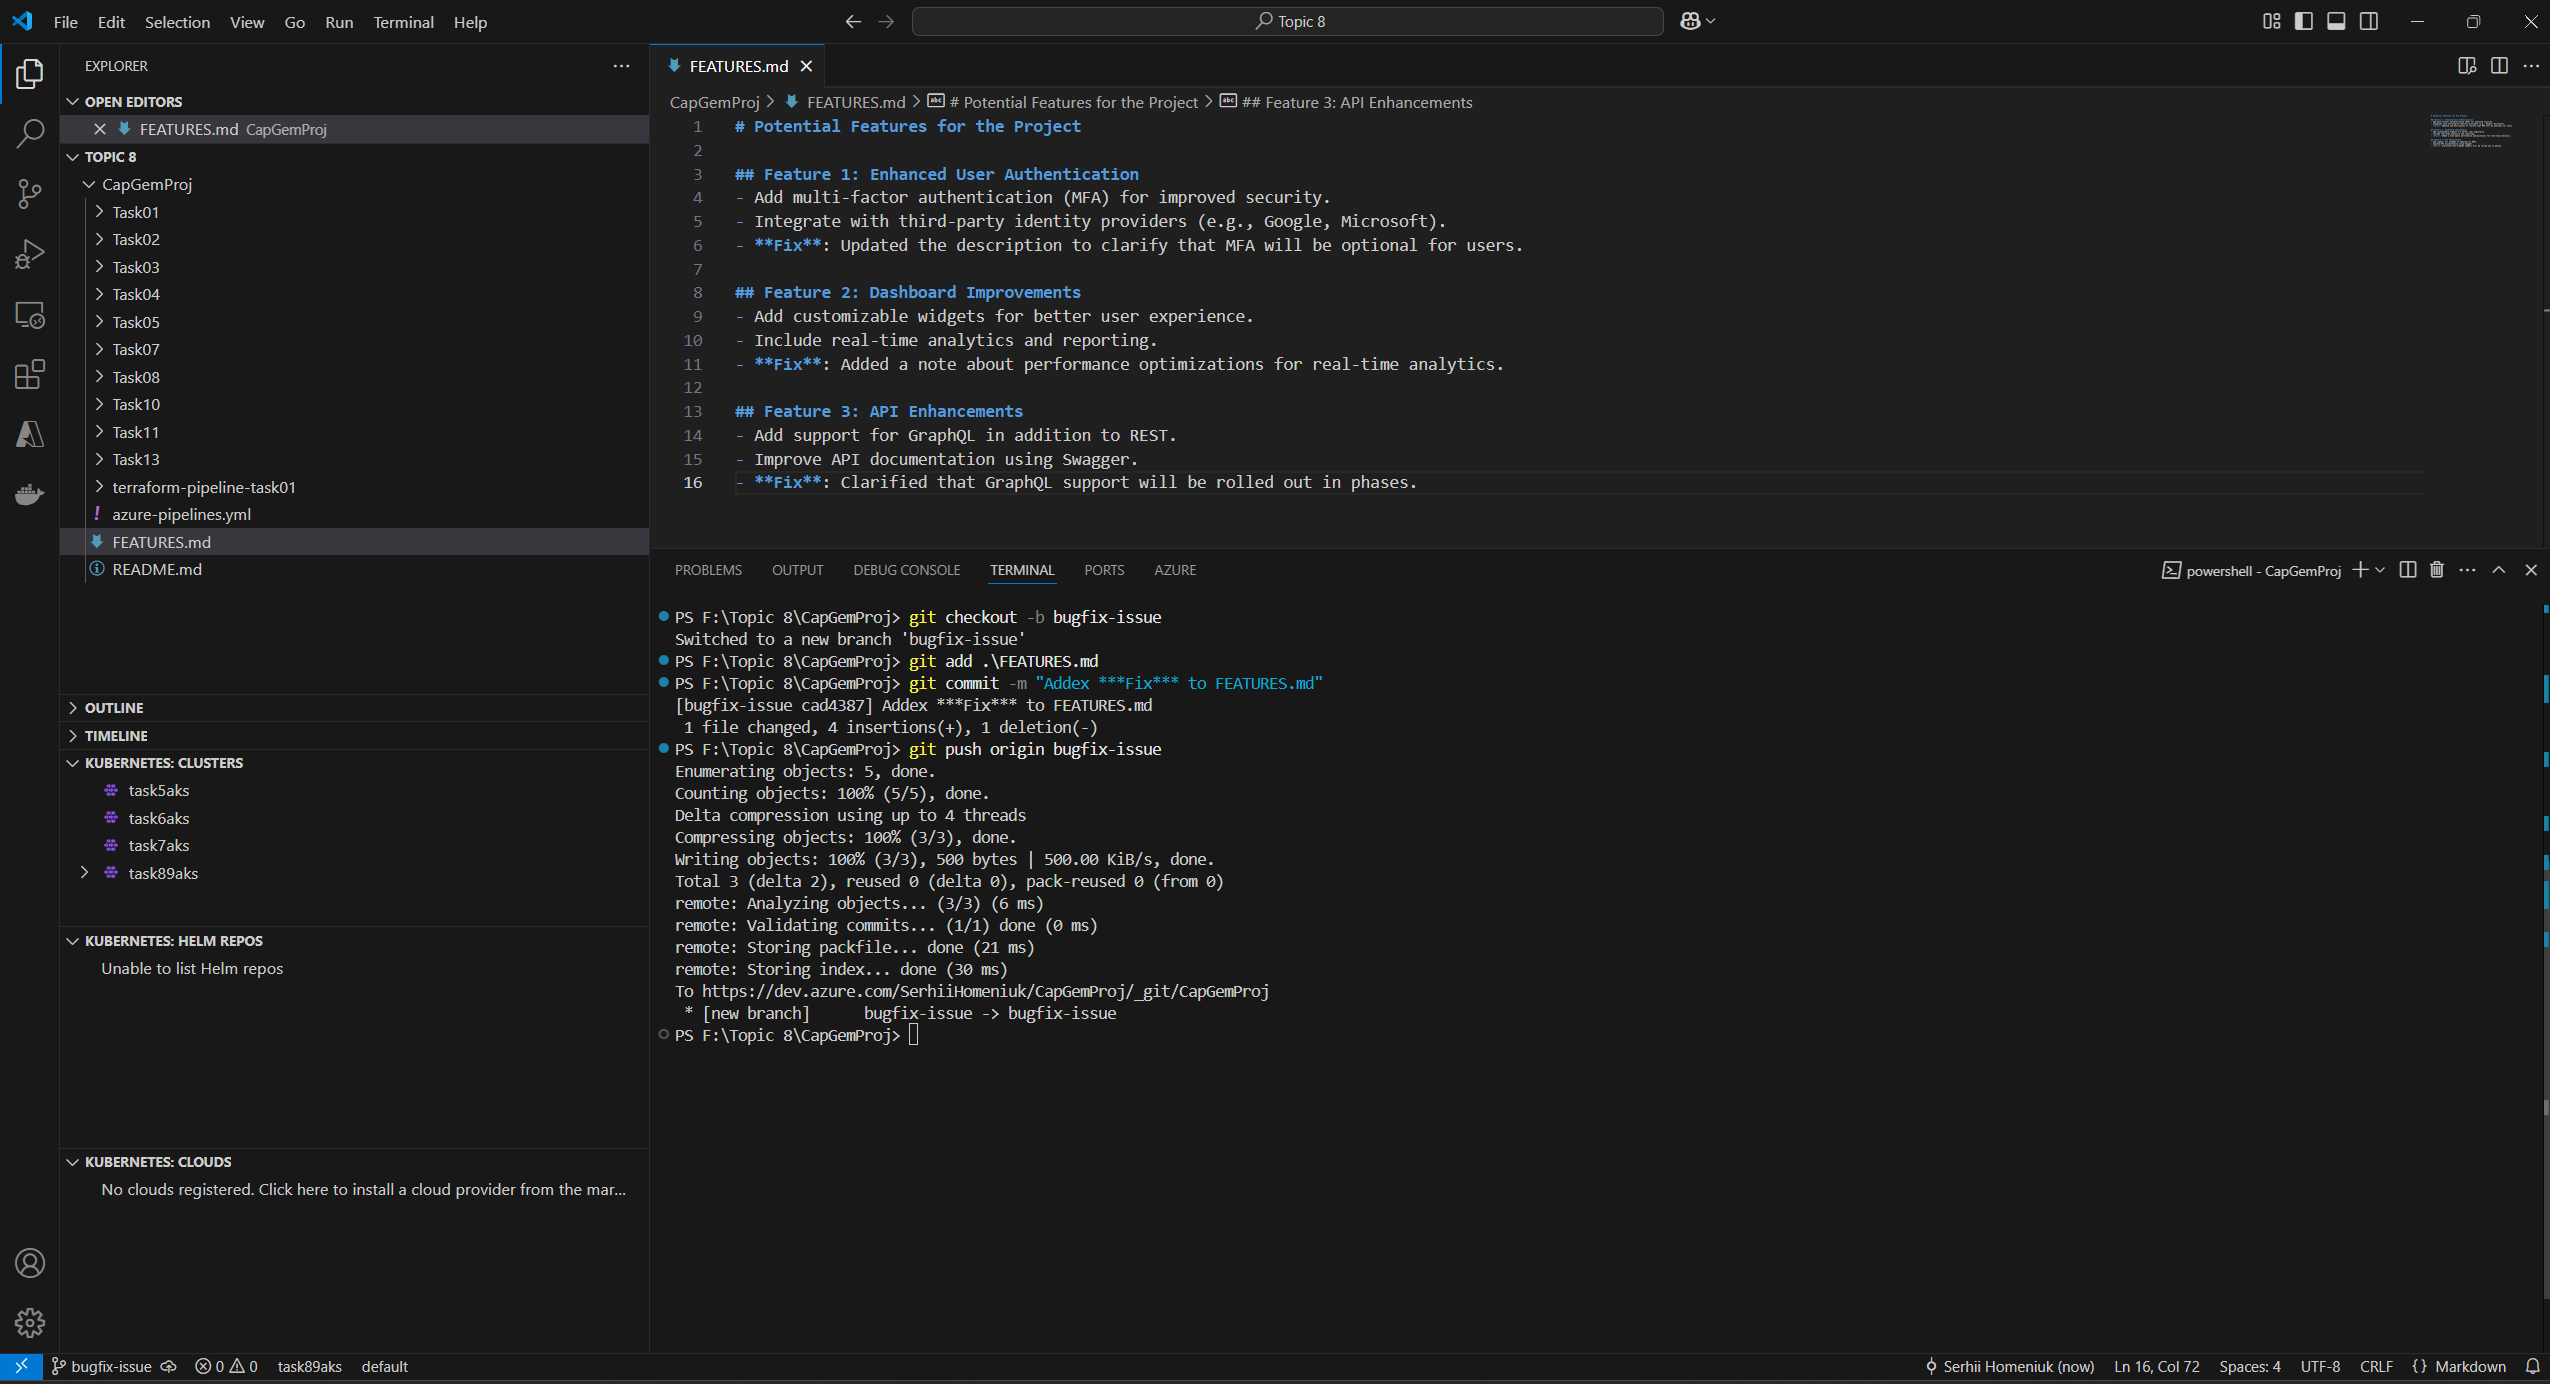 File Edit Selection View Go Run Terminal Help
Topic 8
EXPLORER
OPEN EDITORS
FEATURES.md CapGemProj
TOPIC 8
CapGemProj
Task01
Task02
Task03
Task04
Task05
Task07
Task08
Task10
Task11
Task13
terraform-pipeline-task01
! azure-pipelines.yml
FEATURES.md
README.md
OUTLINE
TIMELINE
KUBERNETES: CLUSTERS
task5aks
task6aks
task7aks
task89aks
KUBERNETES: HELM REPOS
Unable to list Helm repos
KUBERNETES: CLOUDS
No clouds registered. Click here to install a cloud provider from the mar...
FEATURES.md
CapGemProj > FEATURES.md > # Potential Features for the Project > ## Feature 3: API Enhancements
1 # Potential Features for the Project
2
3 ## Feature 1: Enhanced User Authentication
4 - Add multi-factor authentication (MFA) for improved security.
5 - Integrate with third-party identity providers (e.g., Google, Microsoft).
6 - **Fix**: Updated the description to clarify that MFA will be optional for users.
7
8 ## Feature 2: Dashboard Improvements
9 - Add customizable widgets for better user experience.
10 - Include real-time analytics and reporting.
11 - **Fix**: Added a note about performance optimizations for real-time analytics.
12
13 ## Feature 3: API Enhancements
14 - Add support for GraphQL in addition to REST.
15 - Improve API documentation using Swagger.
16 - **Fix**: Clarified that GraphQL support will be rolled out in phases.
PROBLEMS OUTPUT DEBUG CONSOLE TERMINAL PORTS AZURE
powershell - CapGemProj
PS F:\Topic 8\CapGemProj> git checkout -b bugfix-issue
Switched to a new branch 'bugfix-issue'
PS F:\Topic 8\CapGemProj> git add .\FEATURES.md
PS F:\Topic 8\CapGemProj> git commit -m "Addex ***Fix*** to FEATURES.md"
[bugfix-issue cad4387] Addex ***Fix*** to FEATURES.md
1 file changed, 4 insertions(+), 1 deletion(-)
PS F:\Topic 8\CapGemProj> git push origin bugfix-issue
Enumerating objects: 5, done.
Counting objects: 100% (5/5), done.
Delta compression using up to 4 threads
Compressing objects: 100% (3/3), done.
Writing objects: 100% (3/3), 500 bytes | 500.00 KiB/s, done.
Total 3 (delta 2), reused 0 (delta 0), pack-reused 0 (from 0)
remote: Analyzing objects... (3/3) (6 ms)
remote: Validating commits... (1/1) done (0 ms)
remote: Storing packfile... done (21 ms)
remote: Storing index... done (30 ms)
To https://dev.azure.com/SerhiiHomeniuk/CapGemProj/_git/CapGemProj
* [new branch] bugfix-issue -> bugfix-issue
PS F:\Topic 8\CapGemProj>
bugfix-issue 0 0 task89aks default
Serhii Homeniuk (now) Ln 16, Col 72 Spaces: 4 UTF-8 CRLF {} Markdown